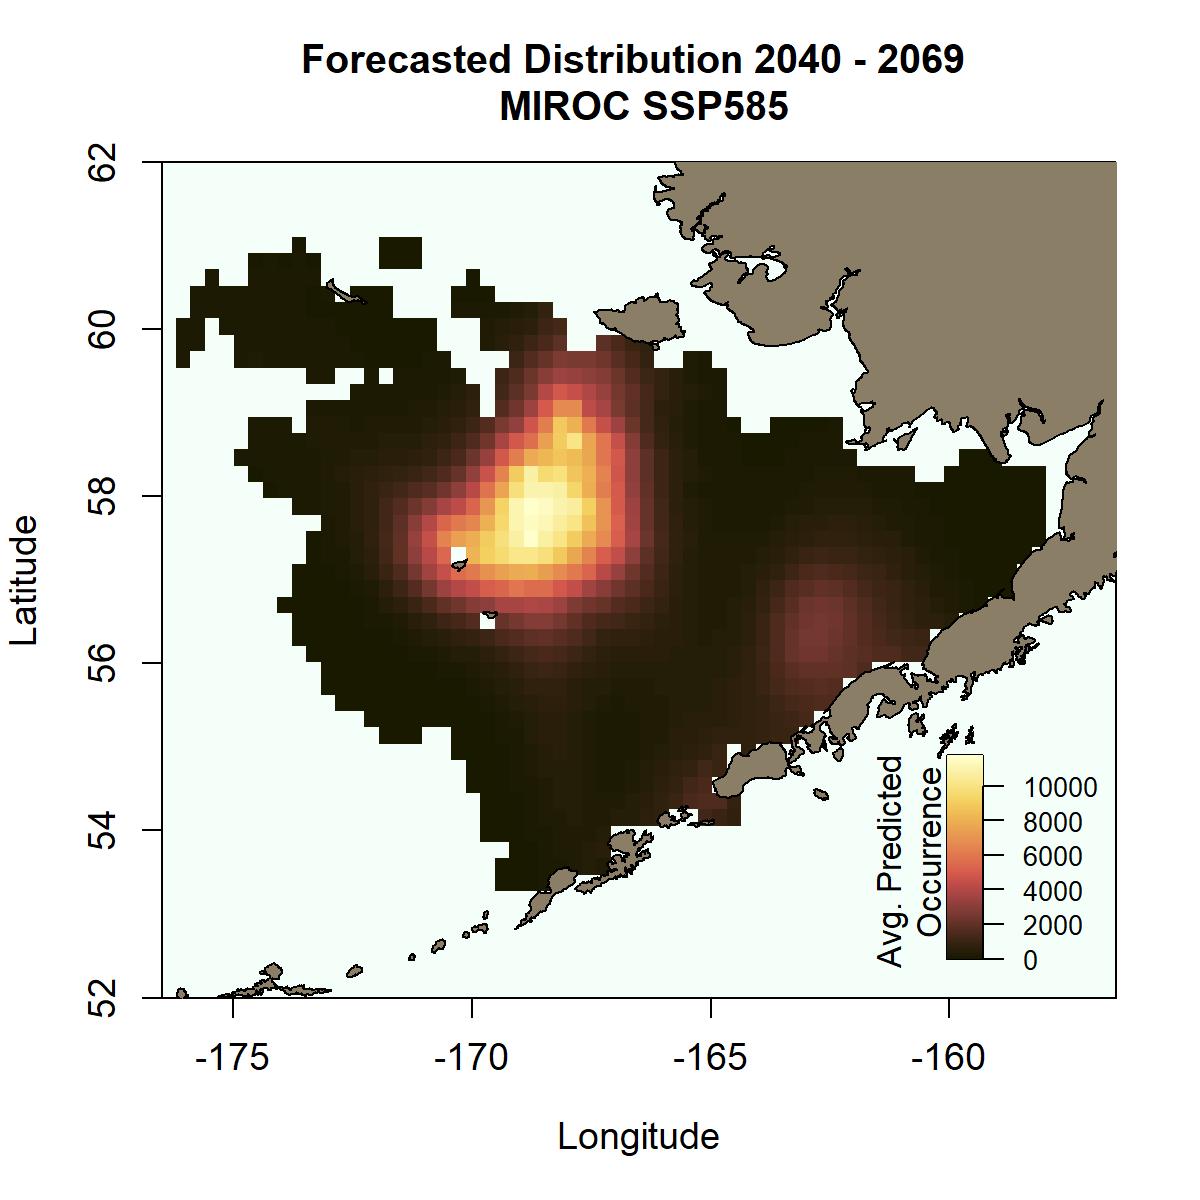 Forecasted Distribution 2040 - 2069
MIROC SSP585
62
60
58
56
54
52
Latitude
-175
-170
-165
-160
Longitude
Avg. Predicted
Occurrence
10000
8000
6000
4000
2000
0